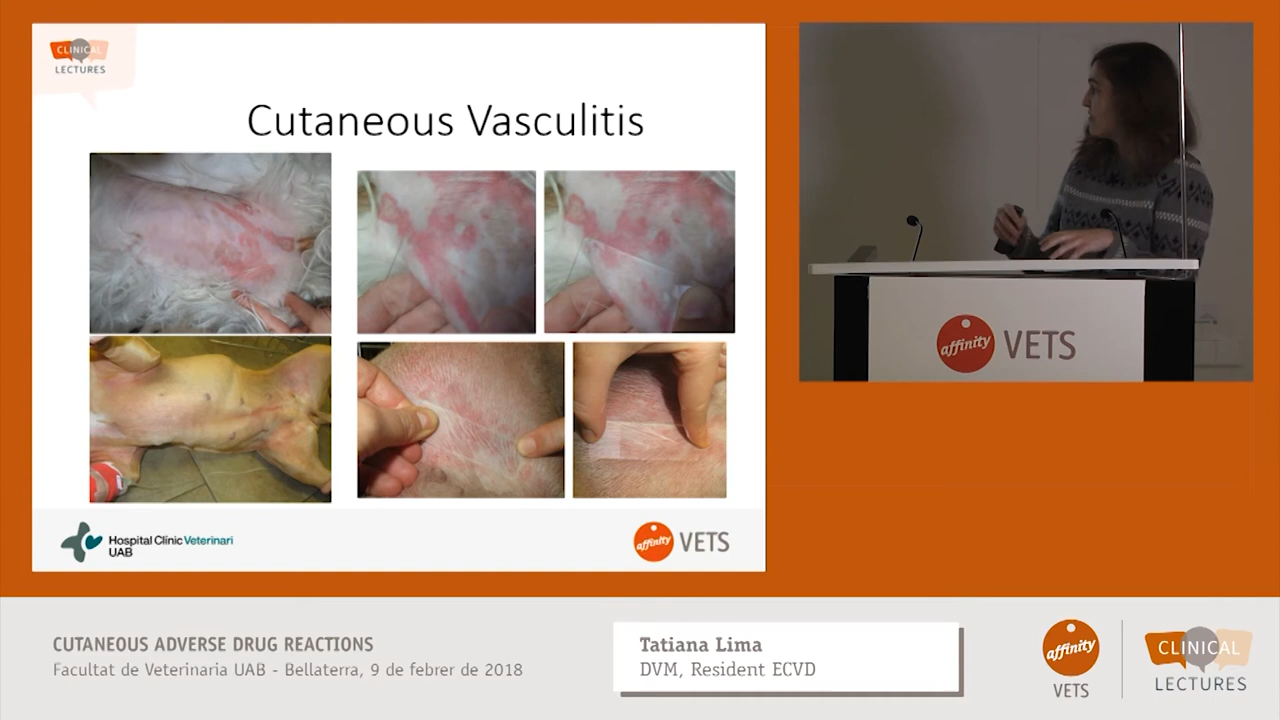 CLINICAL
LECTURES
Cutaneous Vasculitis
Hospital Clínic Veterinari
UAB
affinity VETS
affinity VETS
CUTANEOUS ADVERSE DRUG REACTIONS
Facultat de Veterinaria UAB - Bellaterra, 9 de febrer de 2018
Tatiana Lima
DVM, Resident ECVD
affinity
VETS
CLINICAL
LECTURES